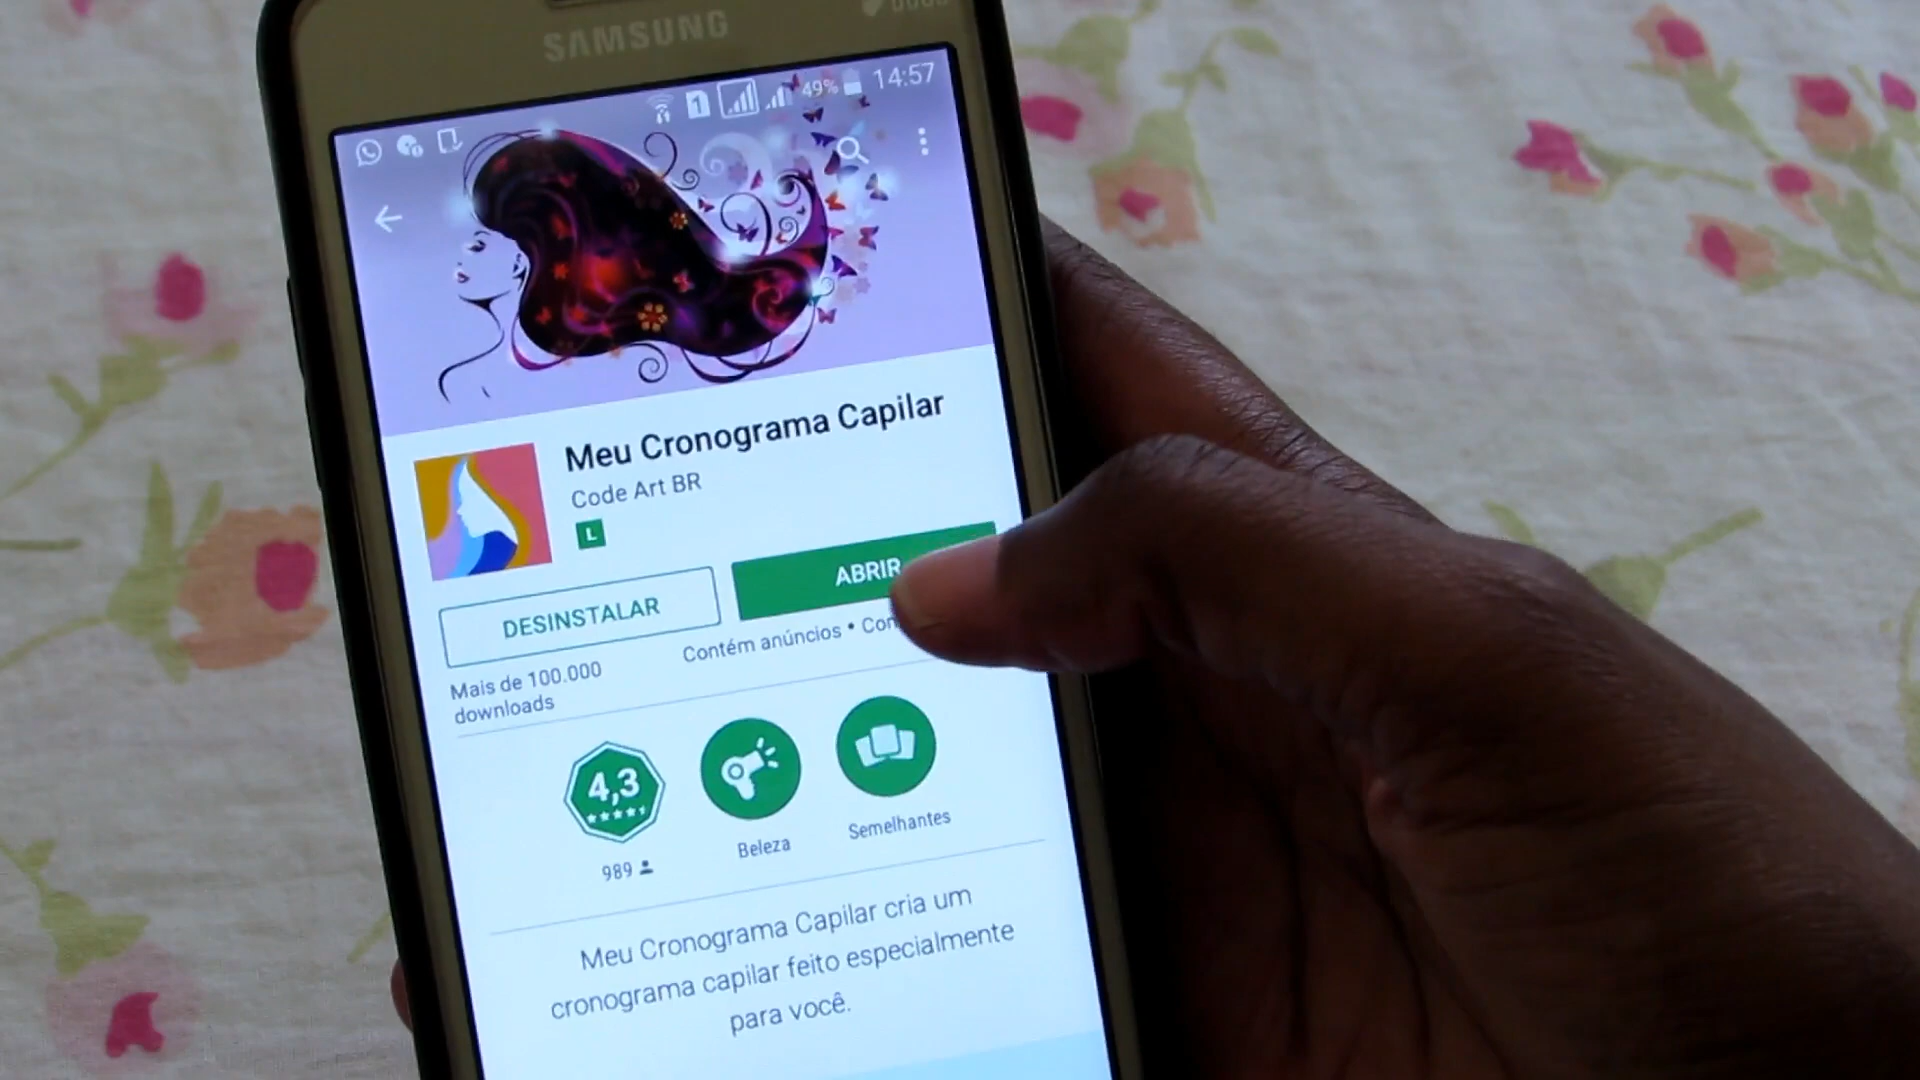 SAMSUNG
1 49% 14:57
Meu Cronograma Capilar
Code Art BR
L
DESINSTALAR
ABRIR
Contém anúncios •
Mais de 100.000
downloads
4,3
989
Beleza
Semelhantes
Meu Cronograma Capilar cria um
cronograma capilar feito especialmente
para você.